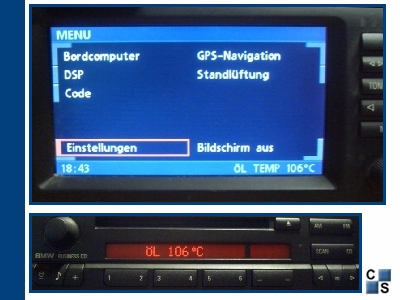 MENU
Bordcomputer GPS-Navigation
DSP Standlüftung
Code
Einstellungen Bildschirm aus
18:43 ÖL TEMP 106°C
ÖL 106°C
BMW BUSINESS CD
SCAN
1 2 3 4 5 6
C
S